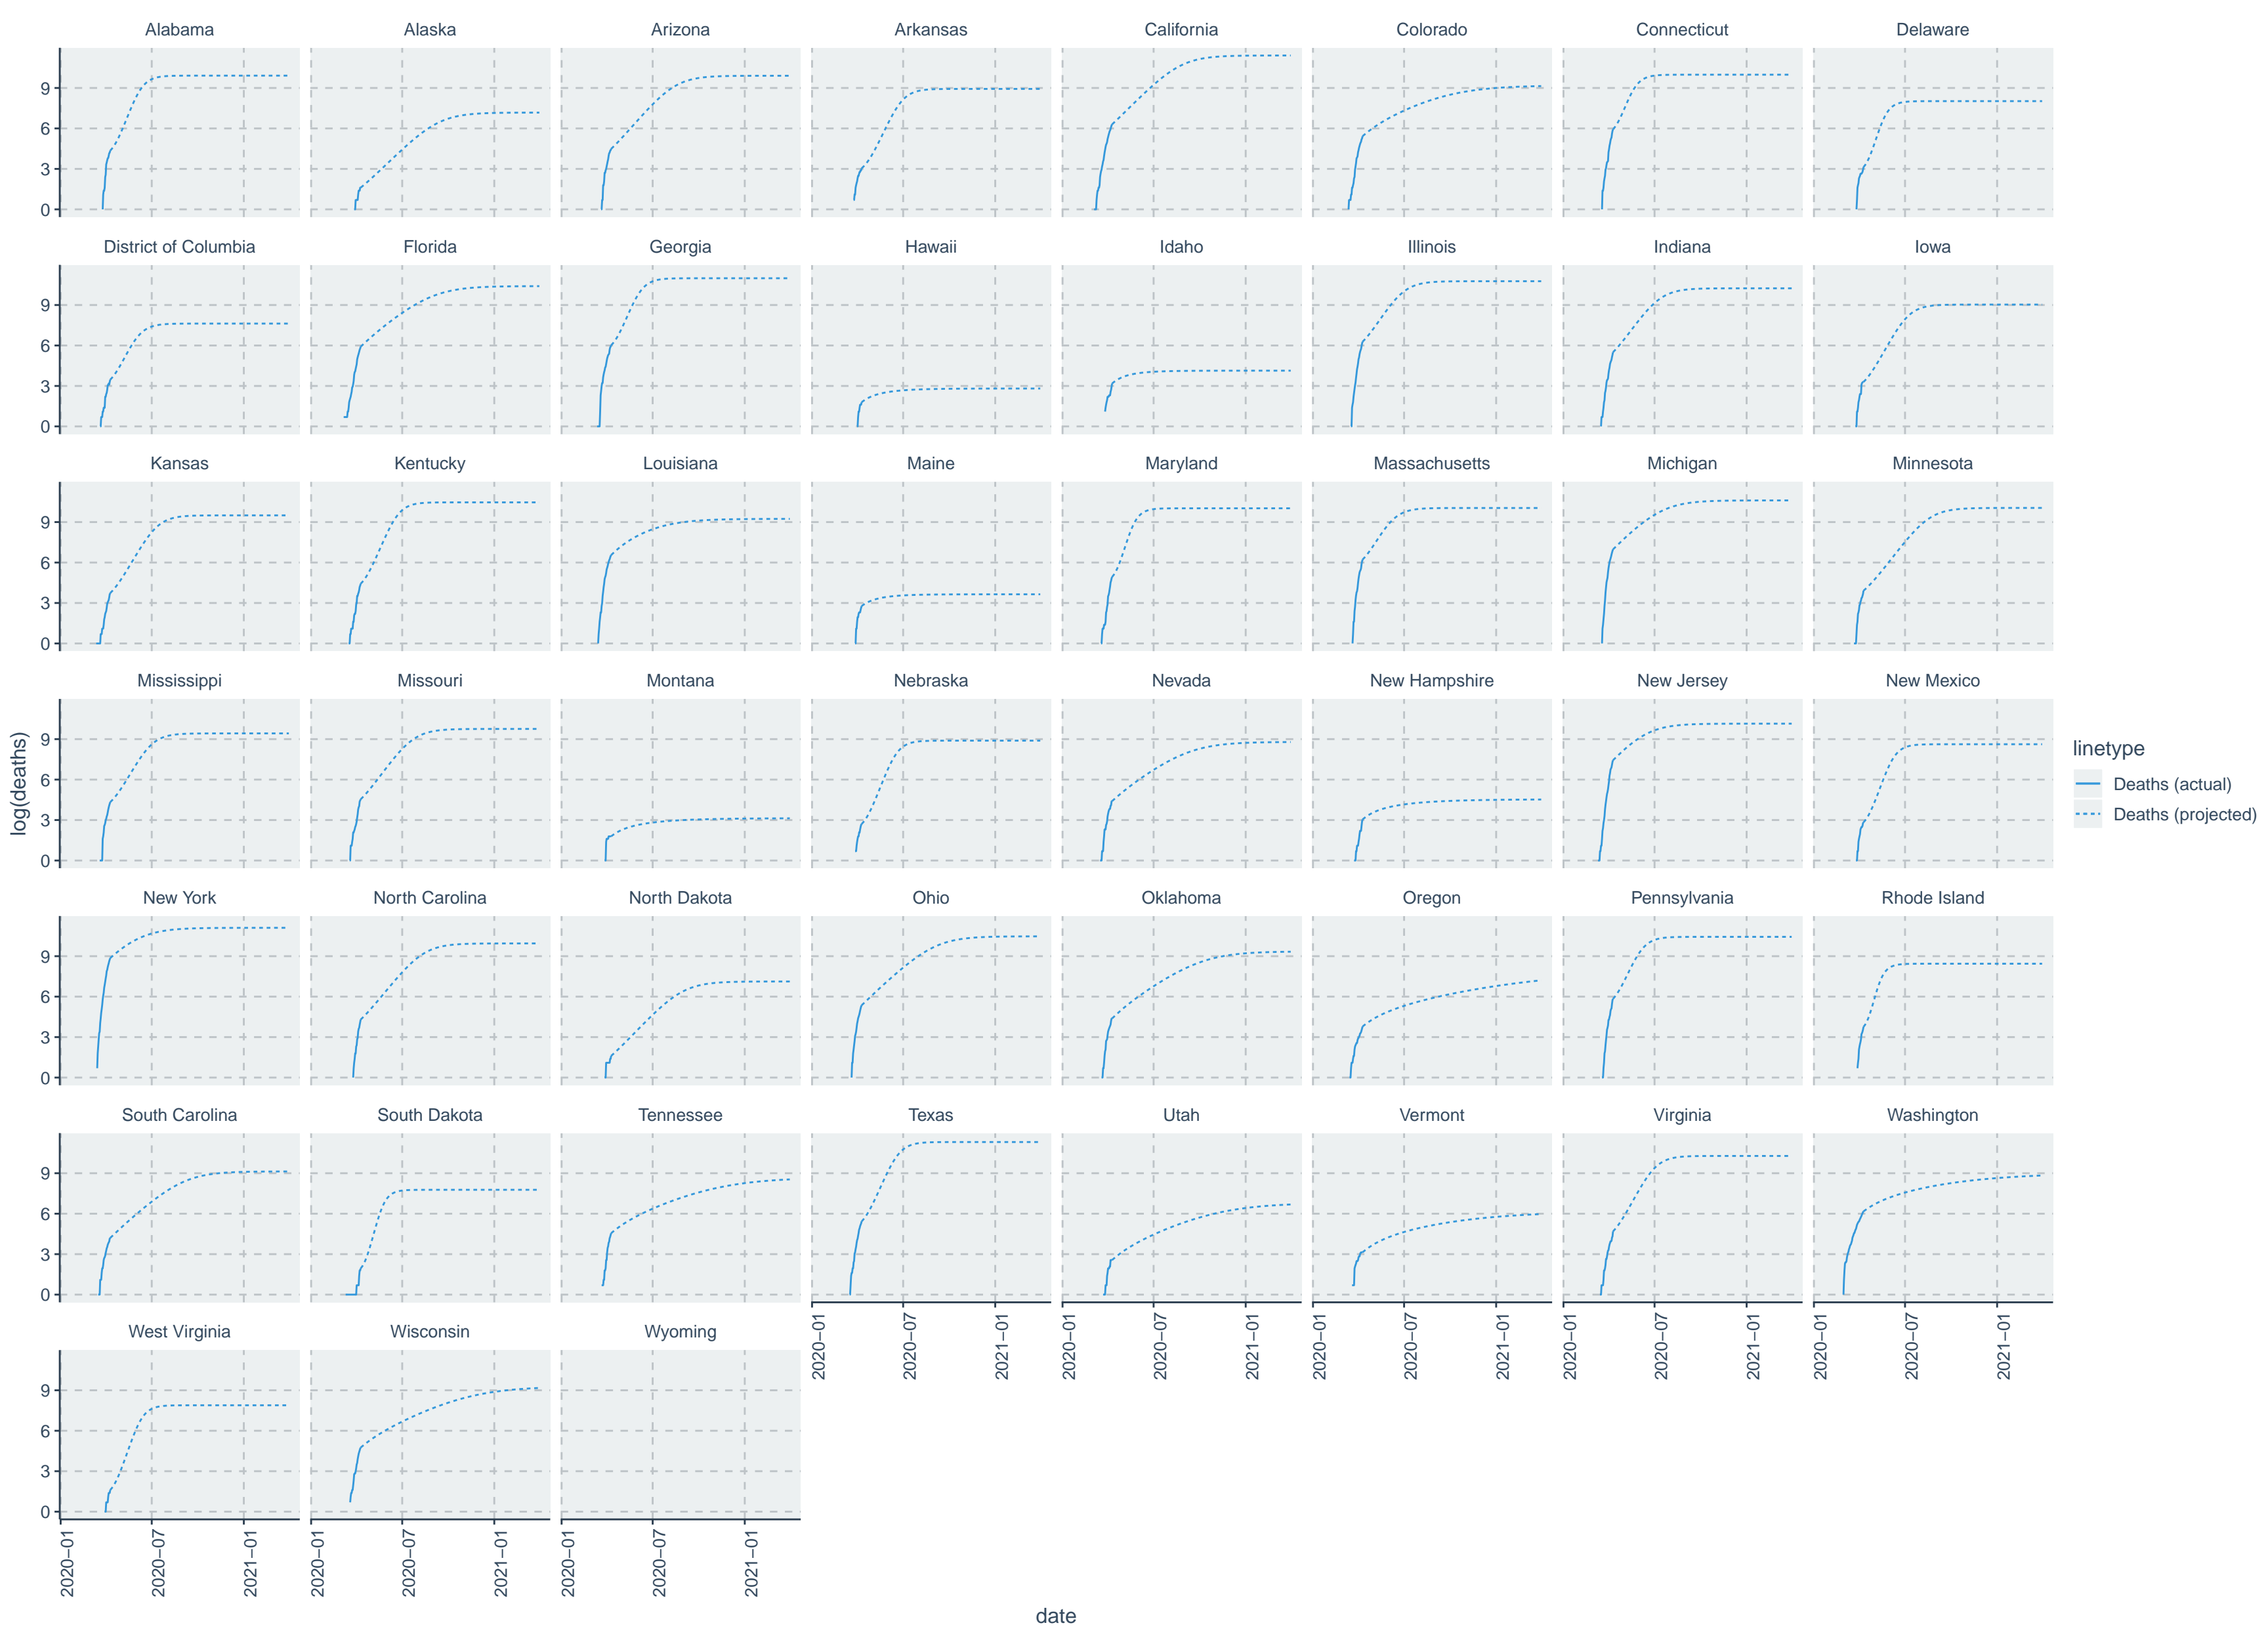 Alabama Alaska Arizona Arkansas California Colorado Connecticut Delaware
9
6
3
0
District of Columbia Florida Georgia Hawaii Idaho Illinois Indiana Iowa
9
6
3
0
Kansas Kentucky Louisiana Maine Maryland Massachusetts Michigan Minnesota
9
6
3
0
Mississippi Missouri Montana Nebraska Nevada New Hampshire New Jersey New Mexico
9
6
3
0
log(deaths)
linetype
Deaths (actual)
Deaths (projected)
New York North Carolina North Dakota Ohio Oklahoma Oregon Pennsylvania Rhode Island
9
6
3
0
South Carolina South Dakota Tennessee Texas Utah Vermont Virginia Washington
9
6
3
0
2020−01 2020−07 2021−01 2020−01 2020−07 2021−01 2020−01 2020−07 2021−01 2020−01 2020−07 2021−01 2020−01 2020−07 2021−01
West Virginia Wisconsin Wyoming
9
6
3
0
2020−01 2020−07 2021−01 2020−01 2020−07 2021−01 2020−01 2020−07 2021−01
date